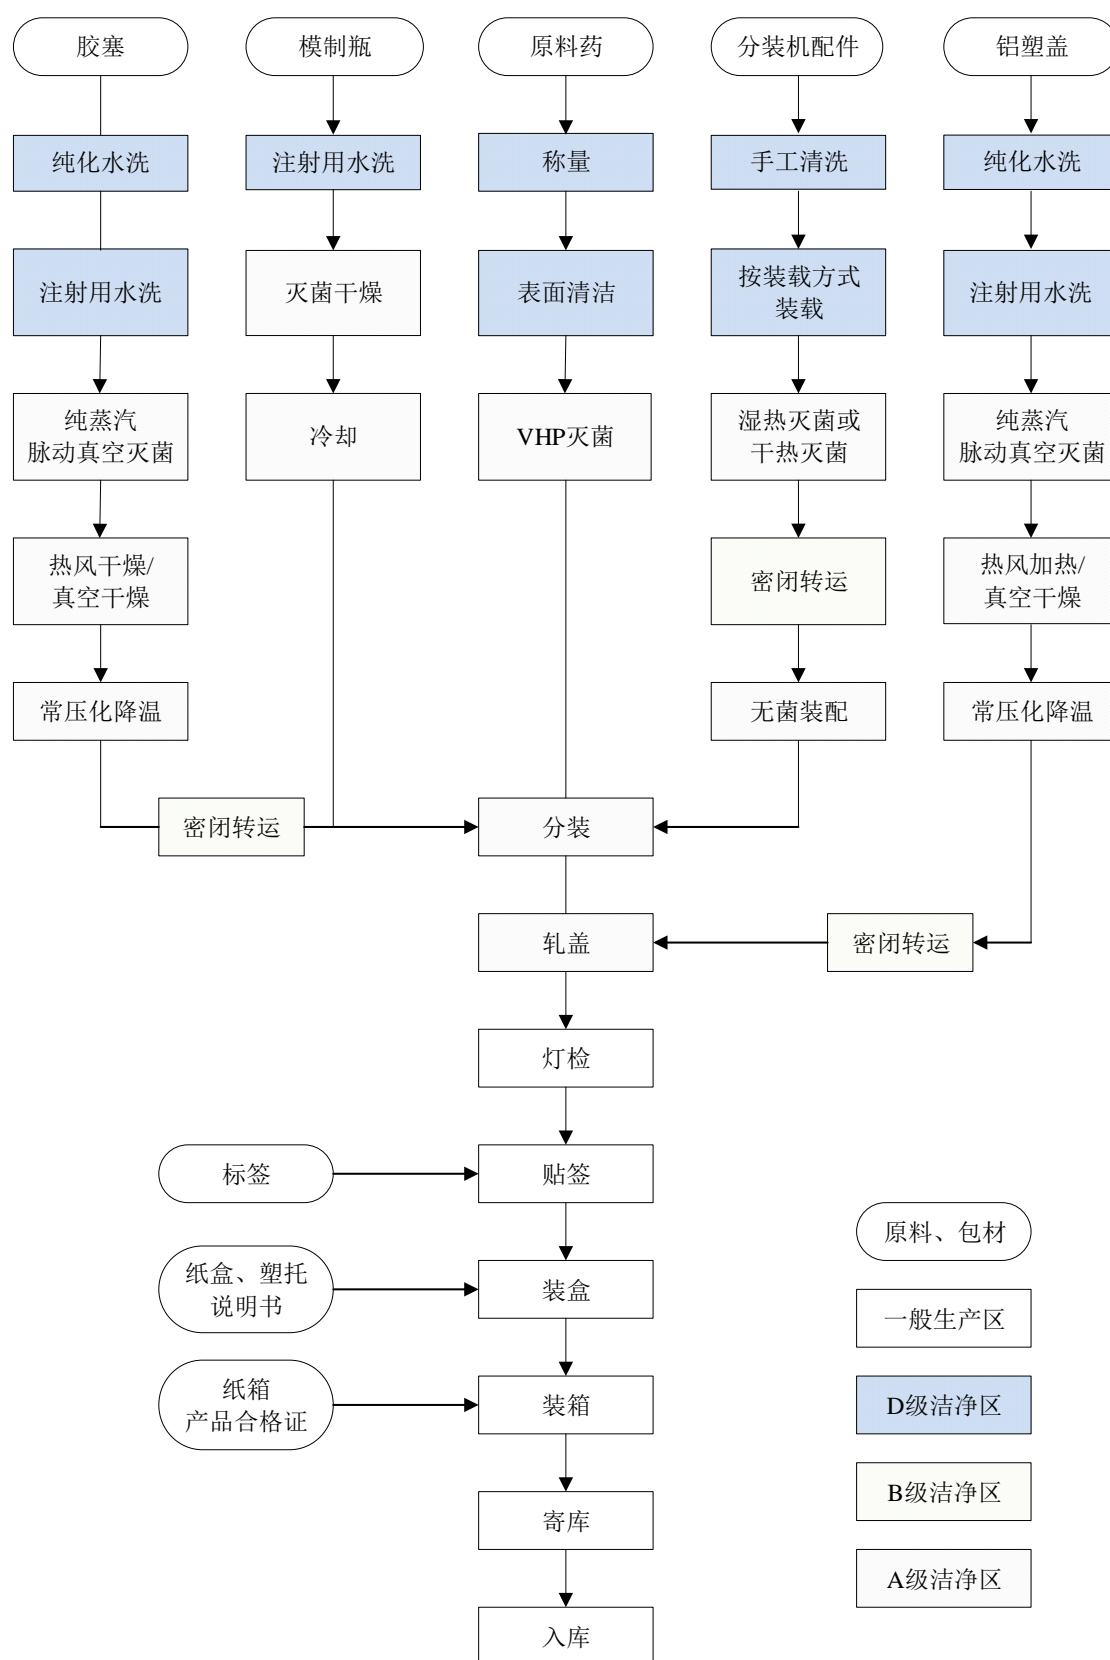 胶塞
模制瓶
原料药
分装机配件
铝塑盖
纯化水洗
注射用水洗
称量
手工清洗
纯化水洗
注射用水洗
灭菌干燥
表面清洁
按装载方式
装载
注射用水洗
纯蒸汽
脉动真空灭菌
冷却
VHP灭菌
湿热灭菌或
干热灭菌
纯蒸汽
脉动真空灭菌
热风干燥/
真空干燥
密闭转运
热风加热/
真空干燥
常压化降温
无菌装配
常压化降温
密闭转运
分装
轧盖
密闭转运
灯检
标签
贴签
原料、包材
纸盒、塑托
说明书
装盒
一般生产区
纸箱
产品合格证
装箱
D级洁净区
寄库
B级洁净区
A级洁净区
入库